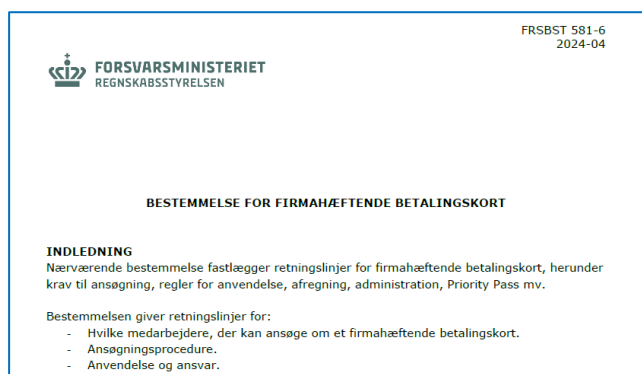 FRSBST 581-6
2024-04
FORSVARSMINISTERIET
REGNSKABSSTYRELSEN
BESTEMMELSE FOR FIRMAHÆFTENDE BETALINGSKORT
INDLEDNING
Nærværende bestemmelse fastlægger retningslinjer for firmahæftende betalingskort, herunder
krav til ansøgning, regler for anvendelse, afregning, administration, Priority Pass mv.
Bestemmelsen giver retningslinjer for:
- Hvilke medarbejdere, der kan ansøge om et firmahæftende betalingskort.
- Ansøgningsprocedure.
- Anvendelse og ansvar.